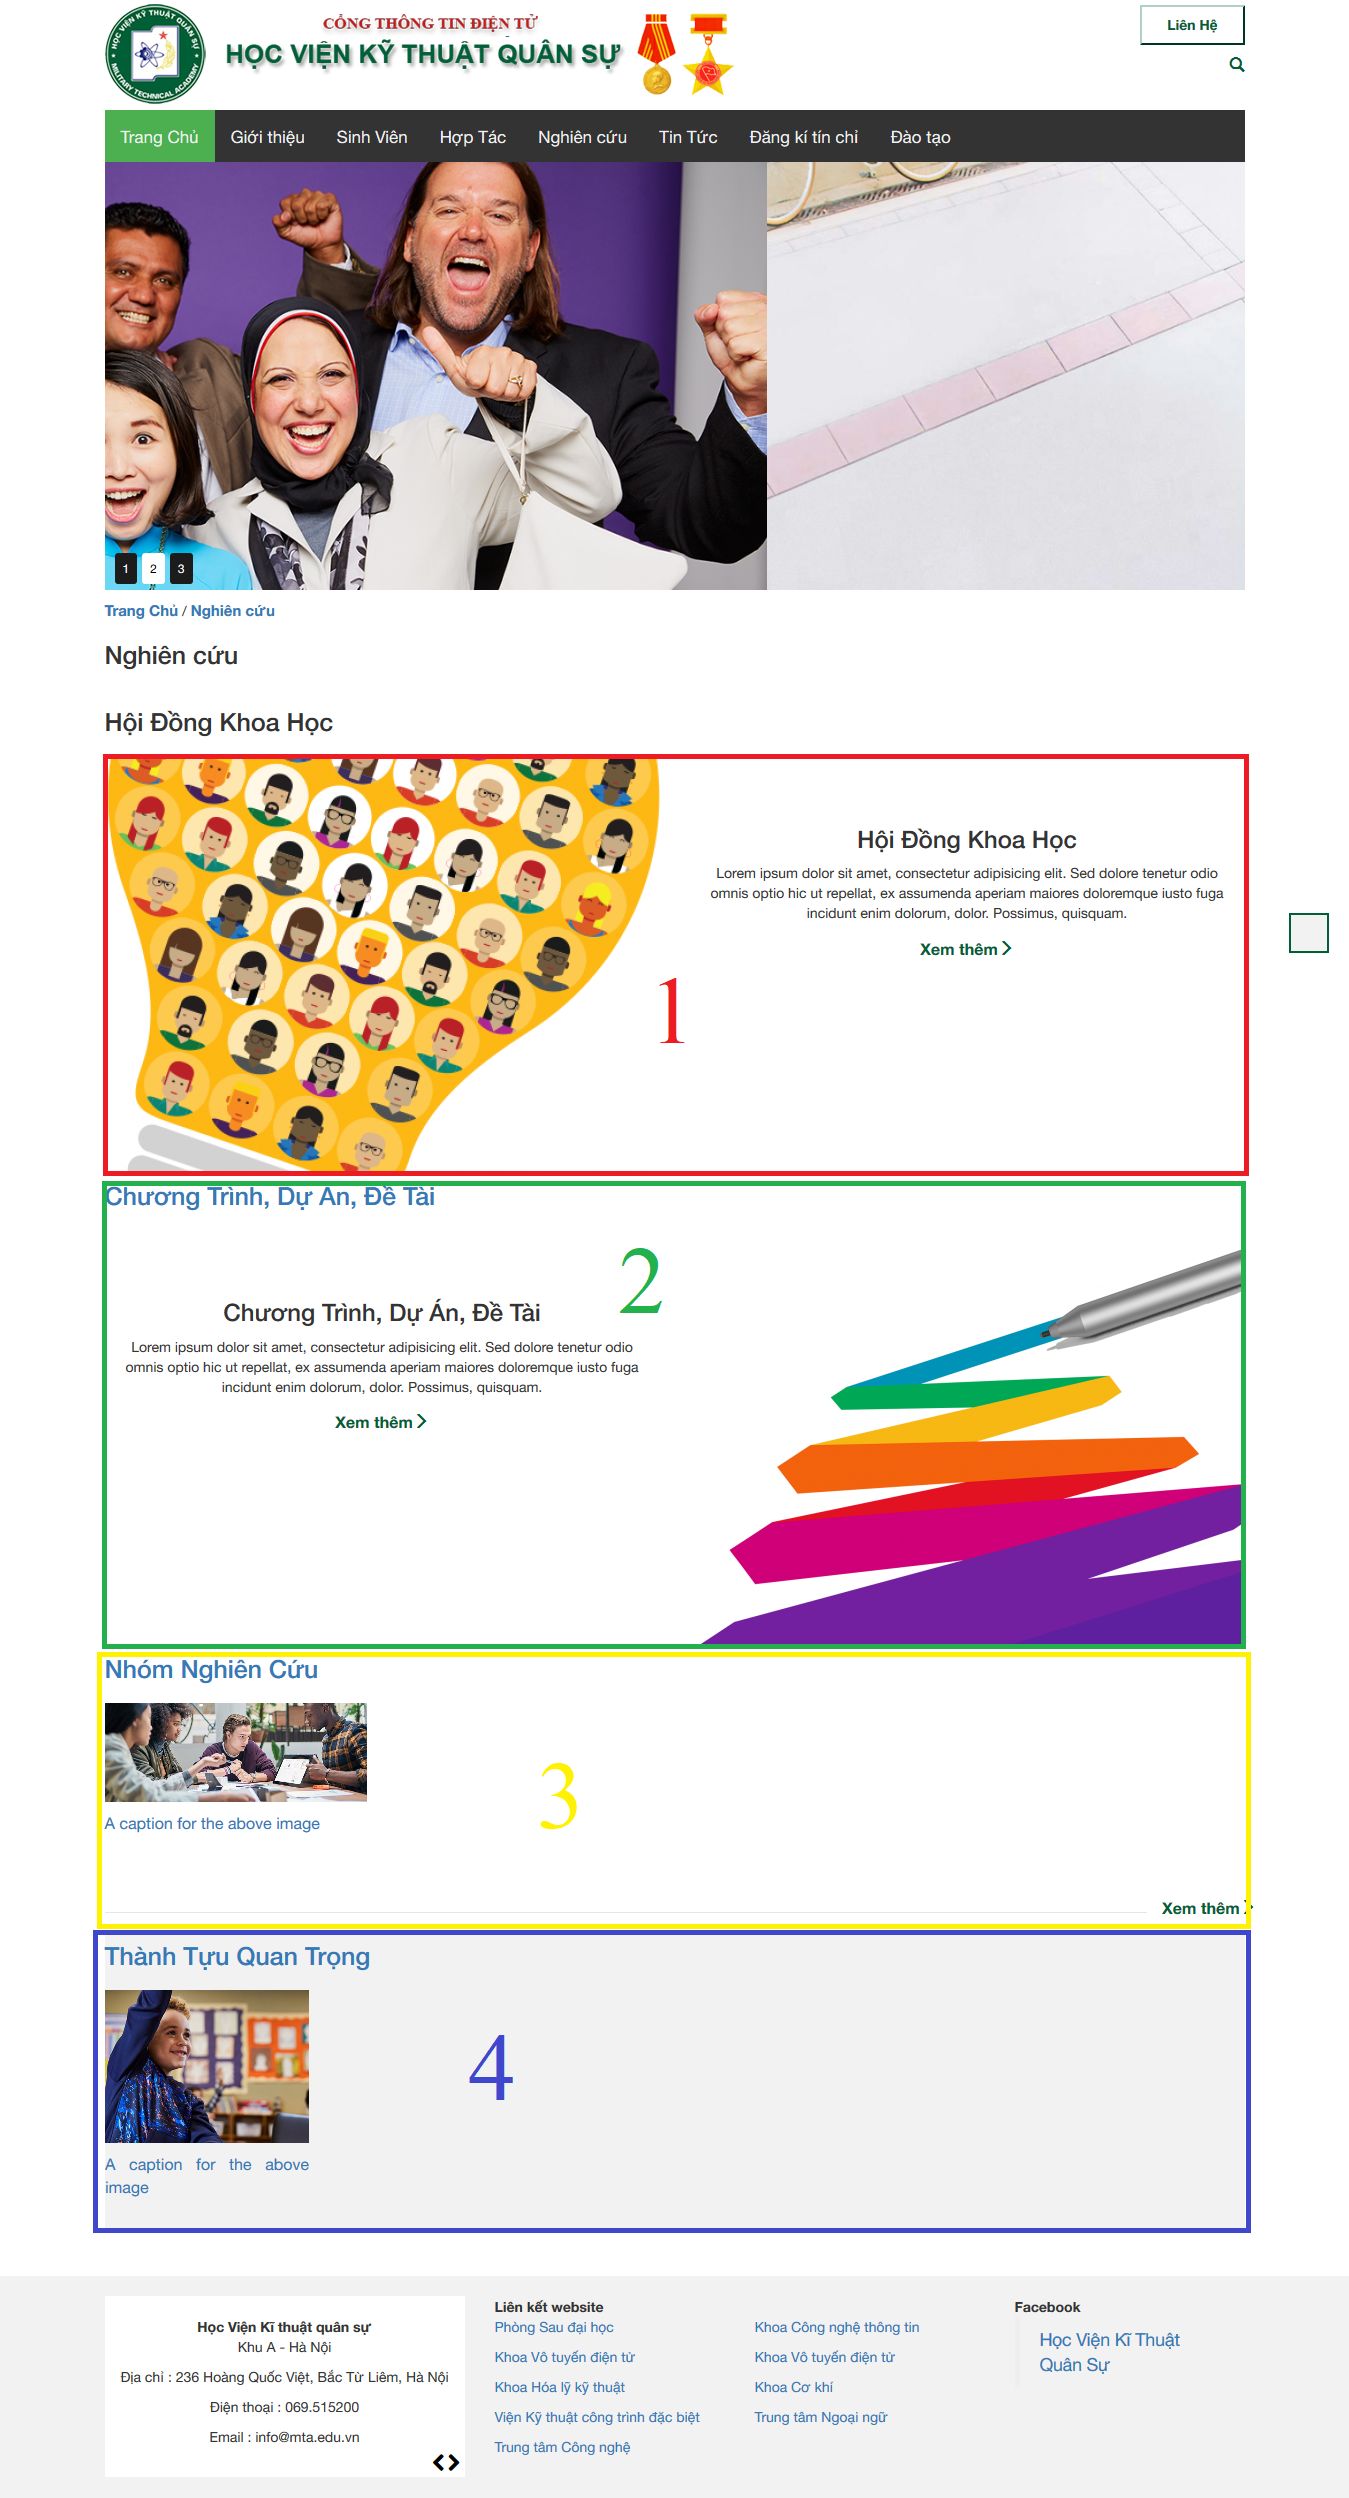 HỌC VIỆN KỸ THUẬT QUÂN SỰ
MILITARY TECHNICAL ACADEMY
CỔNG THÔNG TIN ĐIỆN TỬ
HỌC VIỆN KỸ THUẬT QUÂN SỰ
Liên Hệ
Trang Chủ Giới thiệu Sinh Viên Hợp Tác Nghiên cứu Tin Tức Đăng kí tín chỉ Đào tạo
1 2 3
Trang Chủ / Nghiên cứu
Nghiên cứu
Hội Đồng Khoa Học
Hội Đồng Khoa Học
Lorem ipsum dolor sit amet, consectetur adipisicing elit. Sed dolore tenetur odio
omnis optio hic ut repellat, ex assumenda aperiam maiores doloremque iusto fuga
incidunt enim dolorum, dolor. Possimus, quisquam.
Xem thêm
1
Chương Trình, Dự Án, Đề Tài
2
Chương Trình, Dự Án, Đề Tài
Lorem ipsum dolor sit amet, consectetur adipisicing elit. Sed dolore tenetur odio
omnis optio hic ut repellat, ex assumenda aperiam maiores doloremque iusto fuga
incidunt enim dolorum, dolor. Possimus, quisquam.
Xem thêm
Nhóm Nghiên Cứu
3
A caption for the above image
Xem thêm
Thành Tựu Quan Trọng
4
A caption for the above
image
Học Viện Kĩ thuật quân sự
Khu A - Hà Nội
Địa chỉ : 236 Hoàng Quốc Việt, Bắc Từ Liêm, Hà Nội
Điện thoại : 069.515200
Email : info@mta.edu.vn
Liên kết website
Phòng Sau đại học
Khoa Vô tuyến điện tử
Khoa Hóa lý kỹ thuật
Viện Kỹ thuật công trình đặc biệt
Trung tâm Công nghệ
Khoa Công nghệ thông tin
Khoa Vô tuyến điện tử
Khoa Cơ khí
Trung tâm Ngoại ngữ
Facebook
Học Viện Kĩ Thuật
Quân Sự